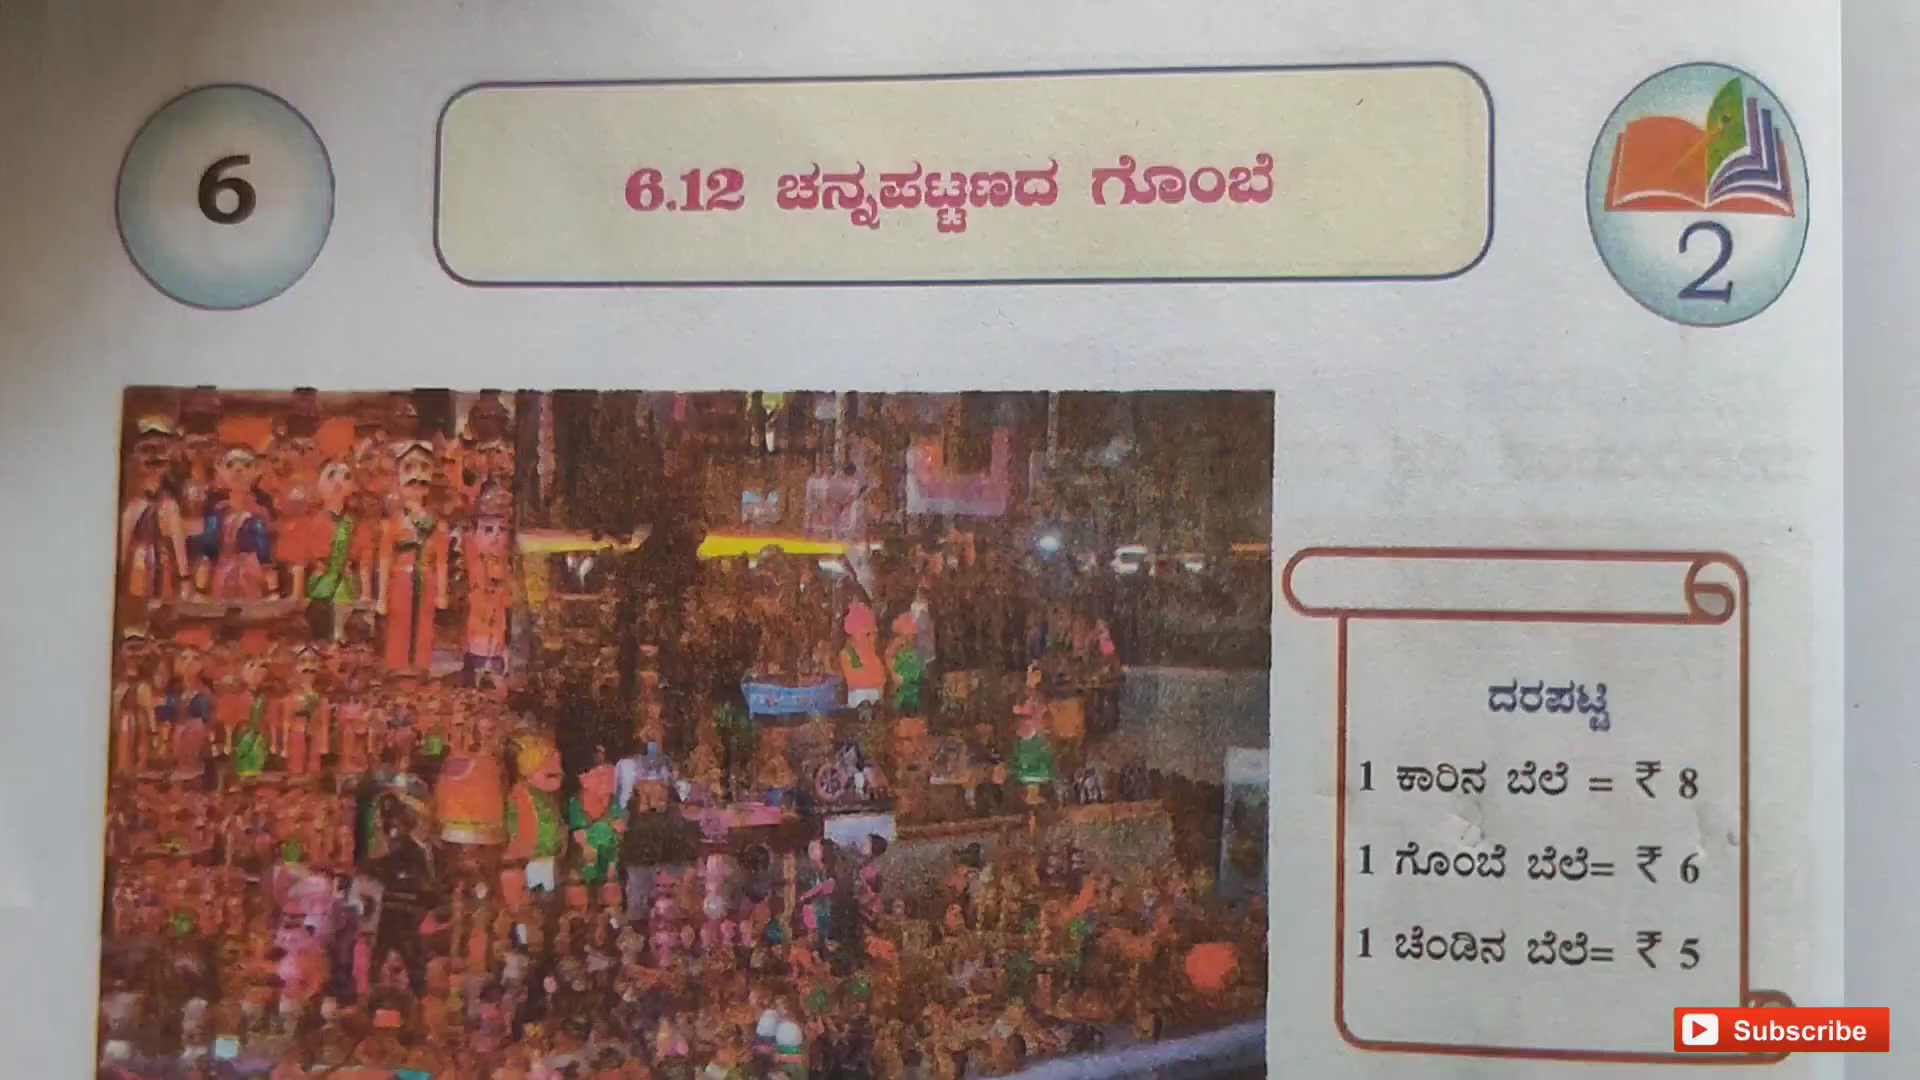 6
6.12 ಚನ್ನಪಟ್ಟಣದ ಗೊಂಬೆ
2
ದರಪಟ್ಟಿ
1 ಕಾರಿನ ಬೆಲೆ = ₹ 8
1 ಗೊಂಬೆ ಬೆಲೆ= ₹ 6
1 ಚೆಂಡಿನ ಬೆಲೆ= ₹ 5
Subscribe